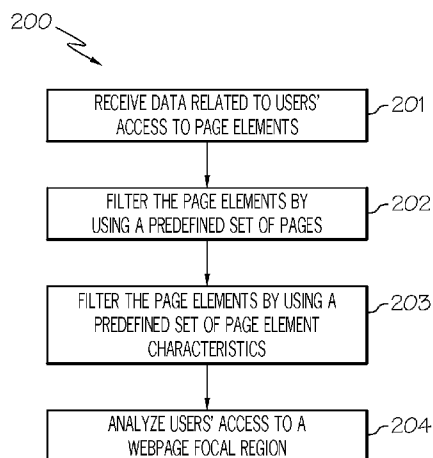 200
RECEIVE DATA RELATED TO USERS'
ACCESS TO PAGE ELEMENTS
201
FILTER THE PAGE ELEMENTS BY
USING A PREDEFINED SET OF PAGES
202
FILTER THE PAGE ELEMENTS BY USING A
PREDEFINED SET OF PAGE ELEMENT
CHARACTERISTICS
203
ANALYZE USERS' ACCESS TO A
WEBPAGE FOCAL REGION
204